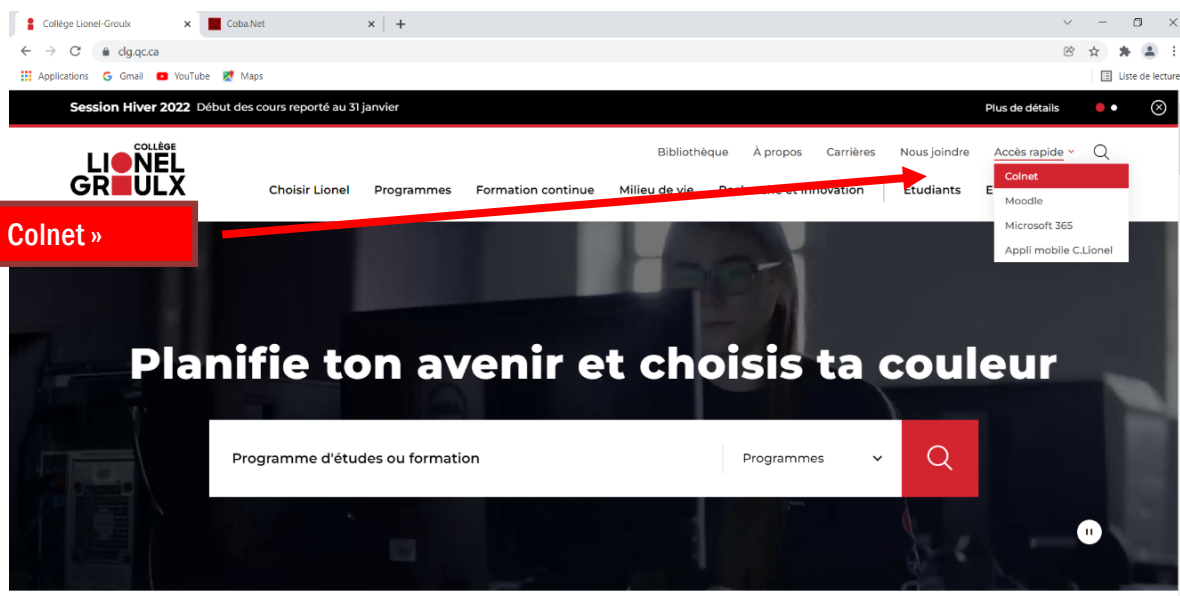 Collège Lionel-Groulx
Coba.Net
clg.qc.ca
Applications Gmail YouTube Maps Liste de lecture
Session Hiver 2022 Début des cours reporté au 31 janvier Plus de détails
COLLÈGE
LIONEL
GROULX
Bibliothèque À propos Carrières Nous joindre Accès rapide
Choisir Lionel Programmes Formation continue Milieu de vie et Innovation Étudiants
Colnet
Moodle
Microsoft 365
Appli mobile C.Lionel
Colnet »
Planifie ton avenir et choisis ta couleur
Programme d'études ou formation Programmes